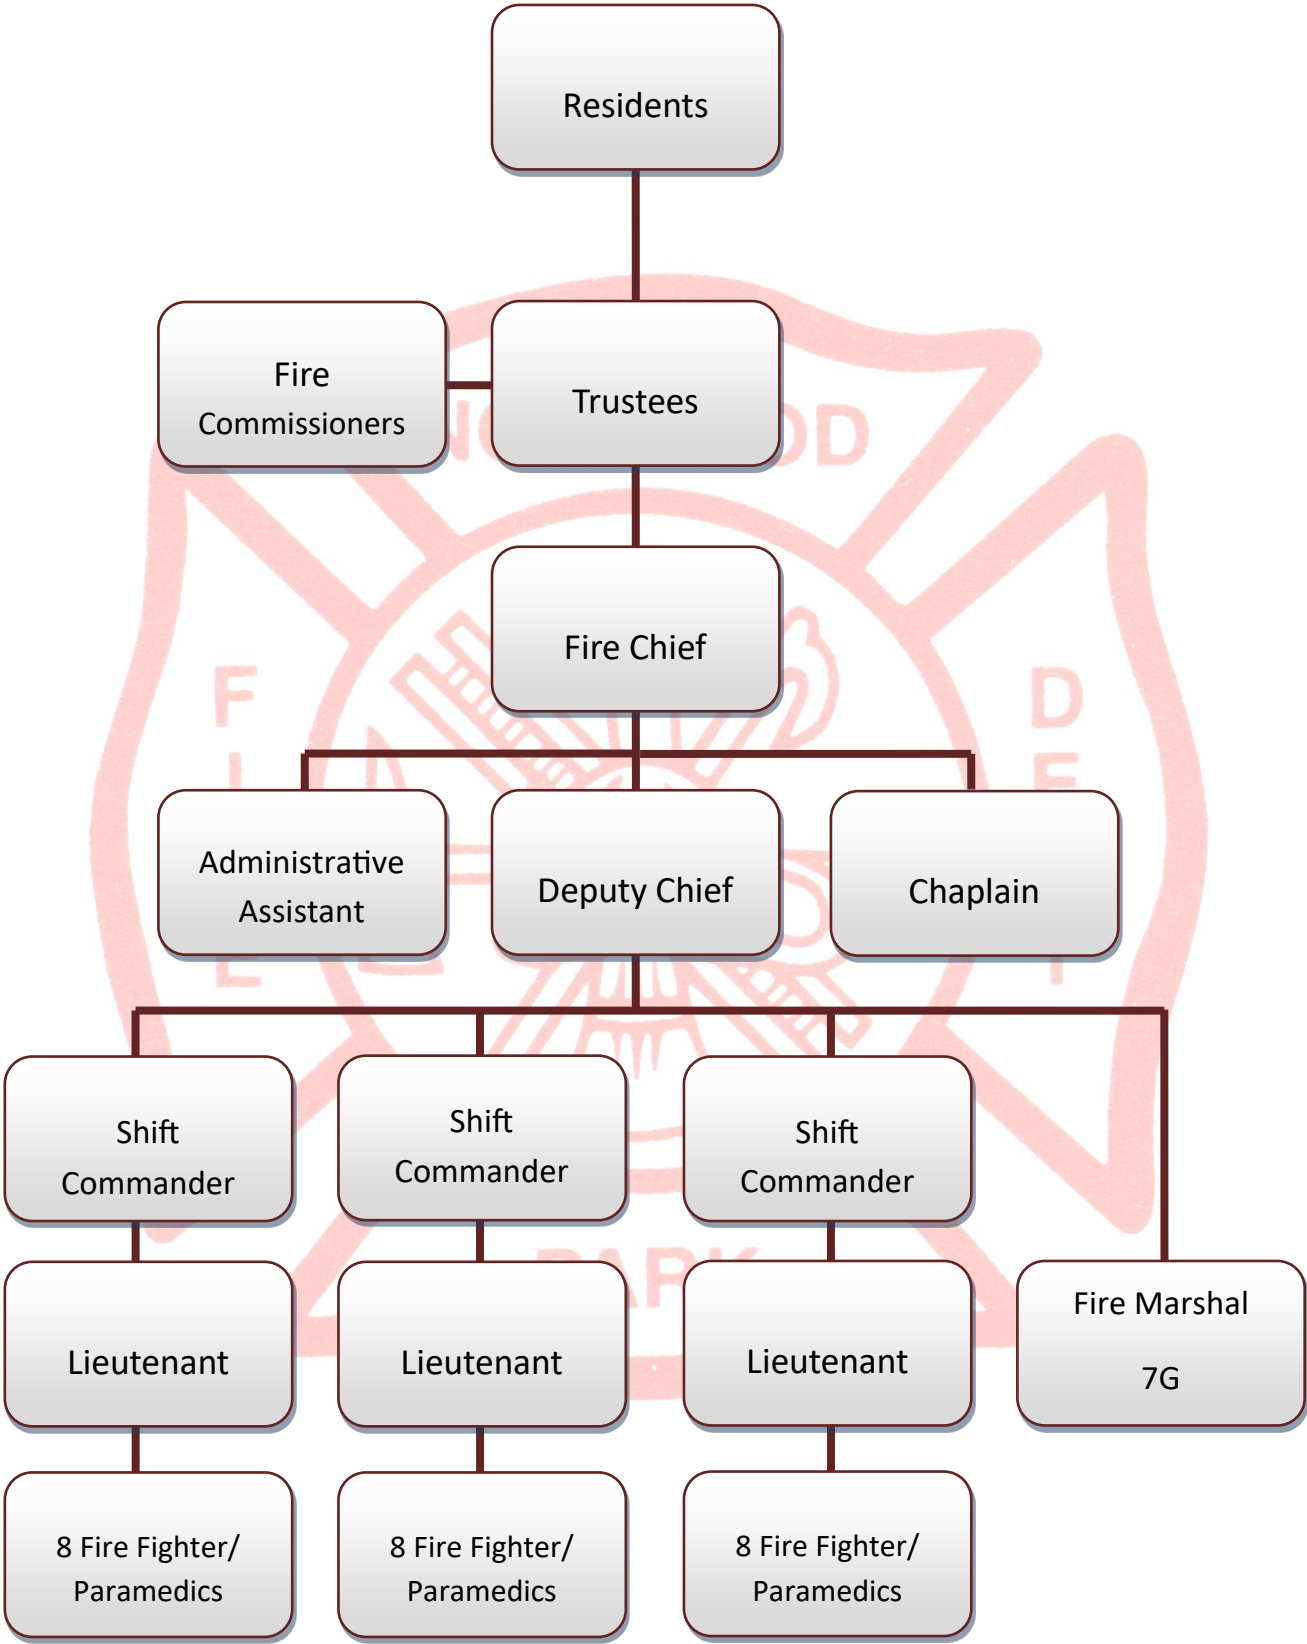 Residents
Fire
Commissioners
Trustees
Fire Chief
Administrative
Assistant
Deputy Chief
Chaplain
Shift
Commander
Shift
Commander
Shift
Commander
Lieutenant
Lieutenant
Lieutenant
Fire Marshal
7G
8 Fire Fighter/
Paramedics
8 Fire Fighter/
Paramedics
8 Fire Fighter/
Paramedics
PARK